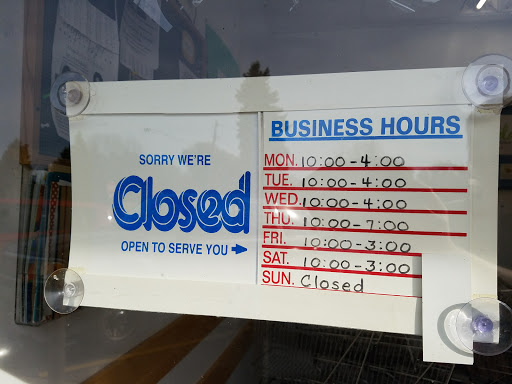 SORRY WE'RE
Closed
OPEN TO SERVE YOU
BUSINESS HOURS
MON. 10:00-4:00
TUE. 10:00-4:00
WED. 10:00-4:00
THU. 10:00-7:00
FRI. 10:00-3:00
SAT. 10:00-3:00
SUN. Closed